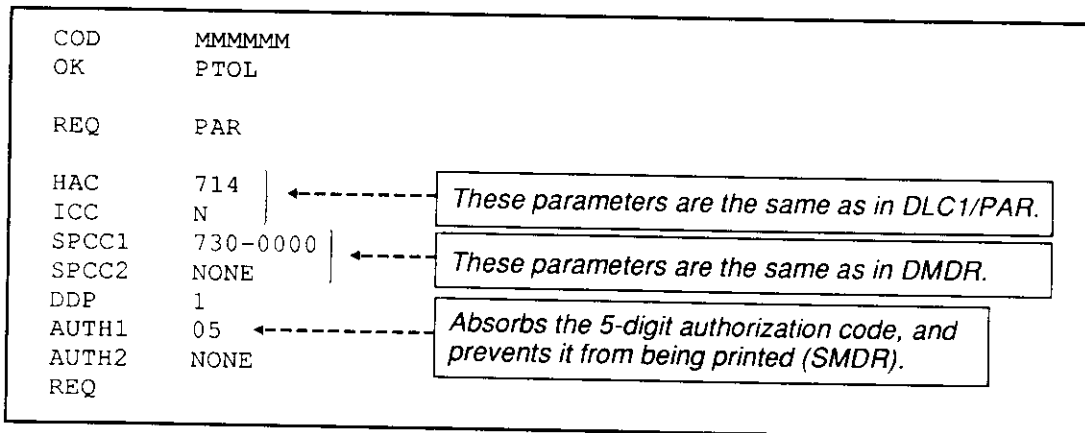 COD MMMMMM
OK PTOL
REQ PAR
HAC 714
ICC N
These parameters are the same as in DLC1/PAR.
SPCC1 730-0000
SPCC2 NONE
These parameters are the same as in DMDR.
DDP 1
AUTH1 05
Absorbs the 5-digit authorization code, and
prevents it from being printed (SMDR).
AUTH2 NONE
REQ